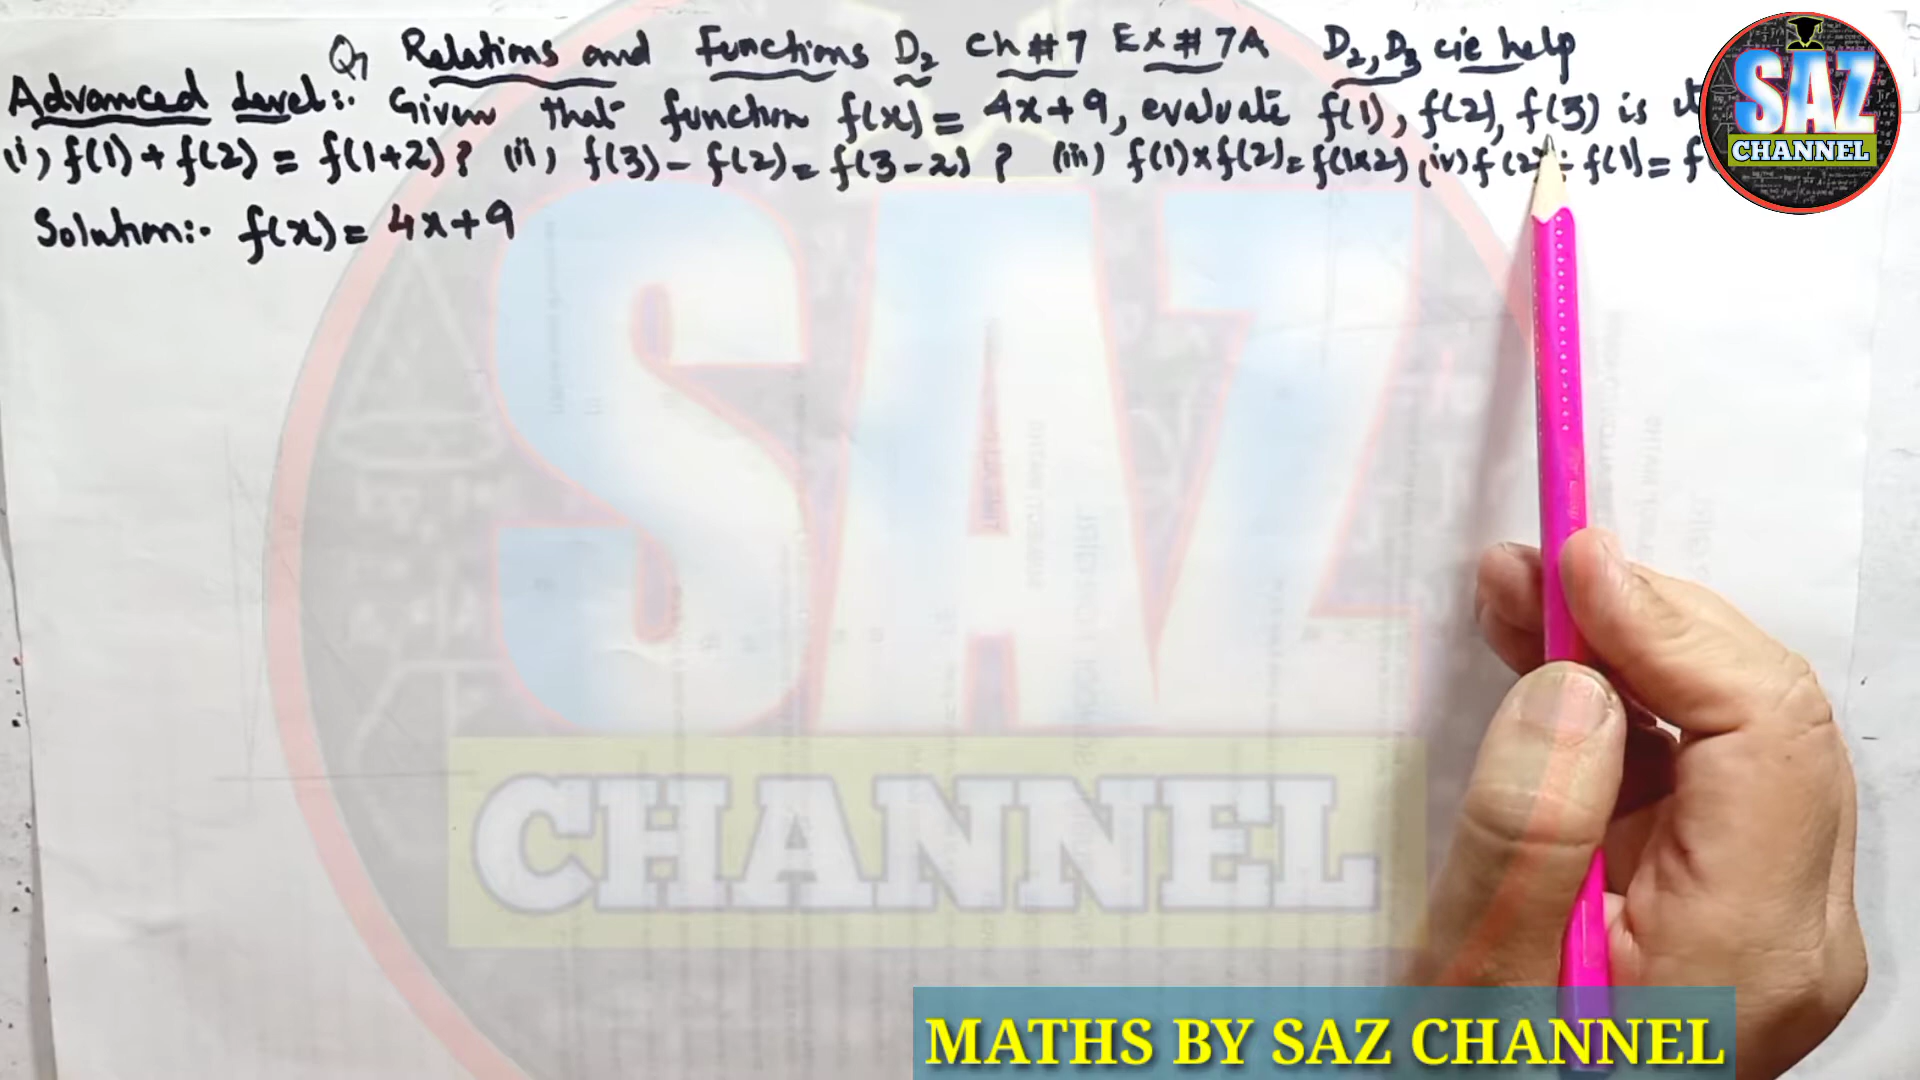 Q7 Relations and Functions D2 Ch # 7 Ex # 7A D2, D3 cie help
Advanced Level:- Given that function f(x) = 4x+9, evaluate f(1), f(2), f(3) is
(i) f(1) + f(2) = f(1+2)? (ii) f(3) - f(2) = f(3-2)? (iii) f(1)×f(2)=f(1×2) (iv) f(2) ÷ f(1) = f
Solution:- f(x) = 4x+9
SAZ
CHANNEL
SAZ
CHANNEL
MATHS BY SAZ CHANNEL